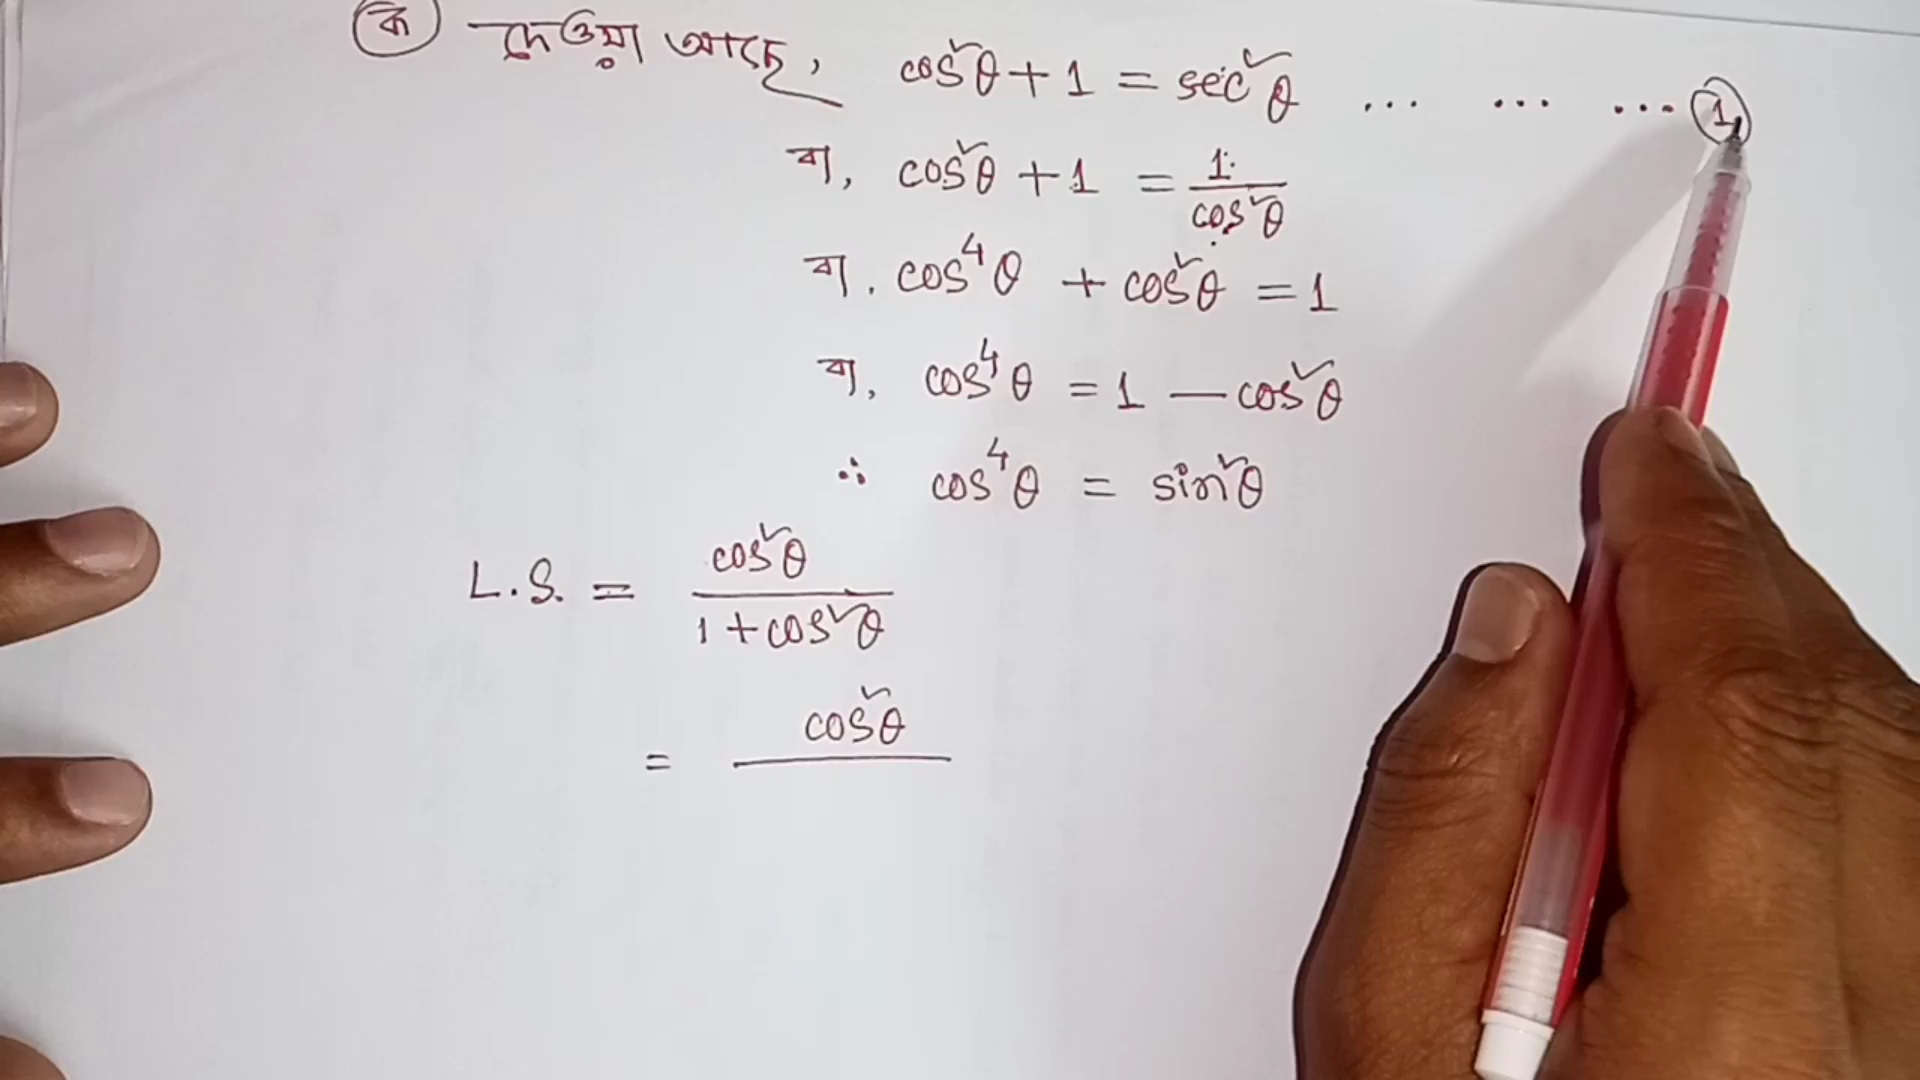 ক দেওয়া আছে, cos²θ + 1 = sec²θ ... ... ... 1
বা, cos²θ + 1 = 1/cos²θ
বা. cos⁴θ + cos²θ = 1
বা, cos⁴θ = 1 — cos²θ
∴ cos⁴θ = sin²θ
L.S. = cos²θ/1 + cos²θ
= cos²θ